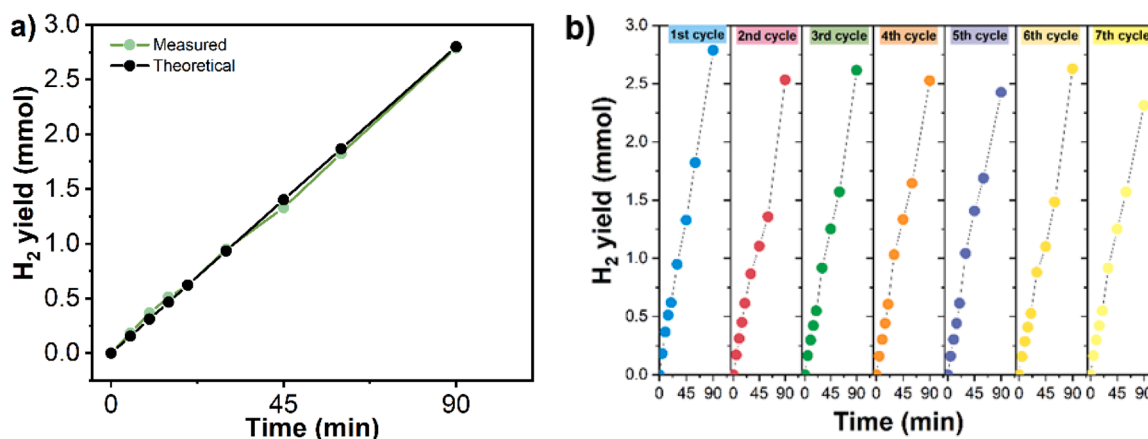 a)
Measured
Theoretical
3.0
2.5
2.0
1.5
1.0
0.5
0.0
H₂ yield (mmol)
0 45 90
Time (min)
b)
1st cycle 2nd cycle 3rd cycle 4th cycle 5th cycle 6th cycle 7th cycle
3.0
2.5
2.0
1.5
1.0
0.5
0.0
H₂ yield (mmol)
0 45 90 0 45 90 0 45 90 0 45 90 0 45 90 0 45 90 0 45 90
Time (min)